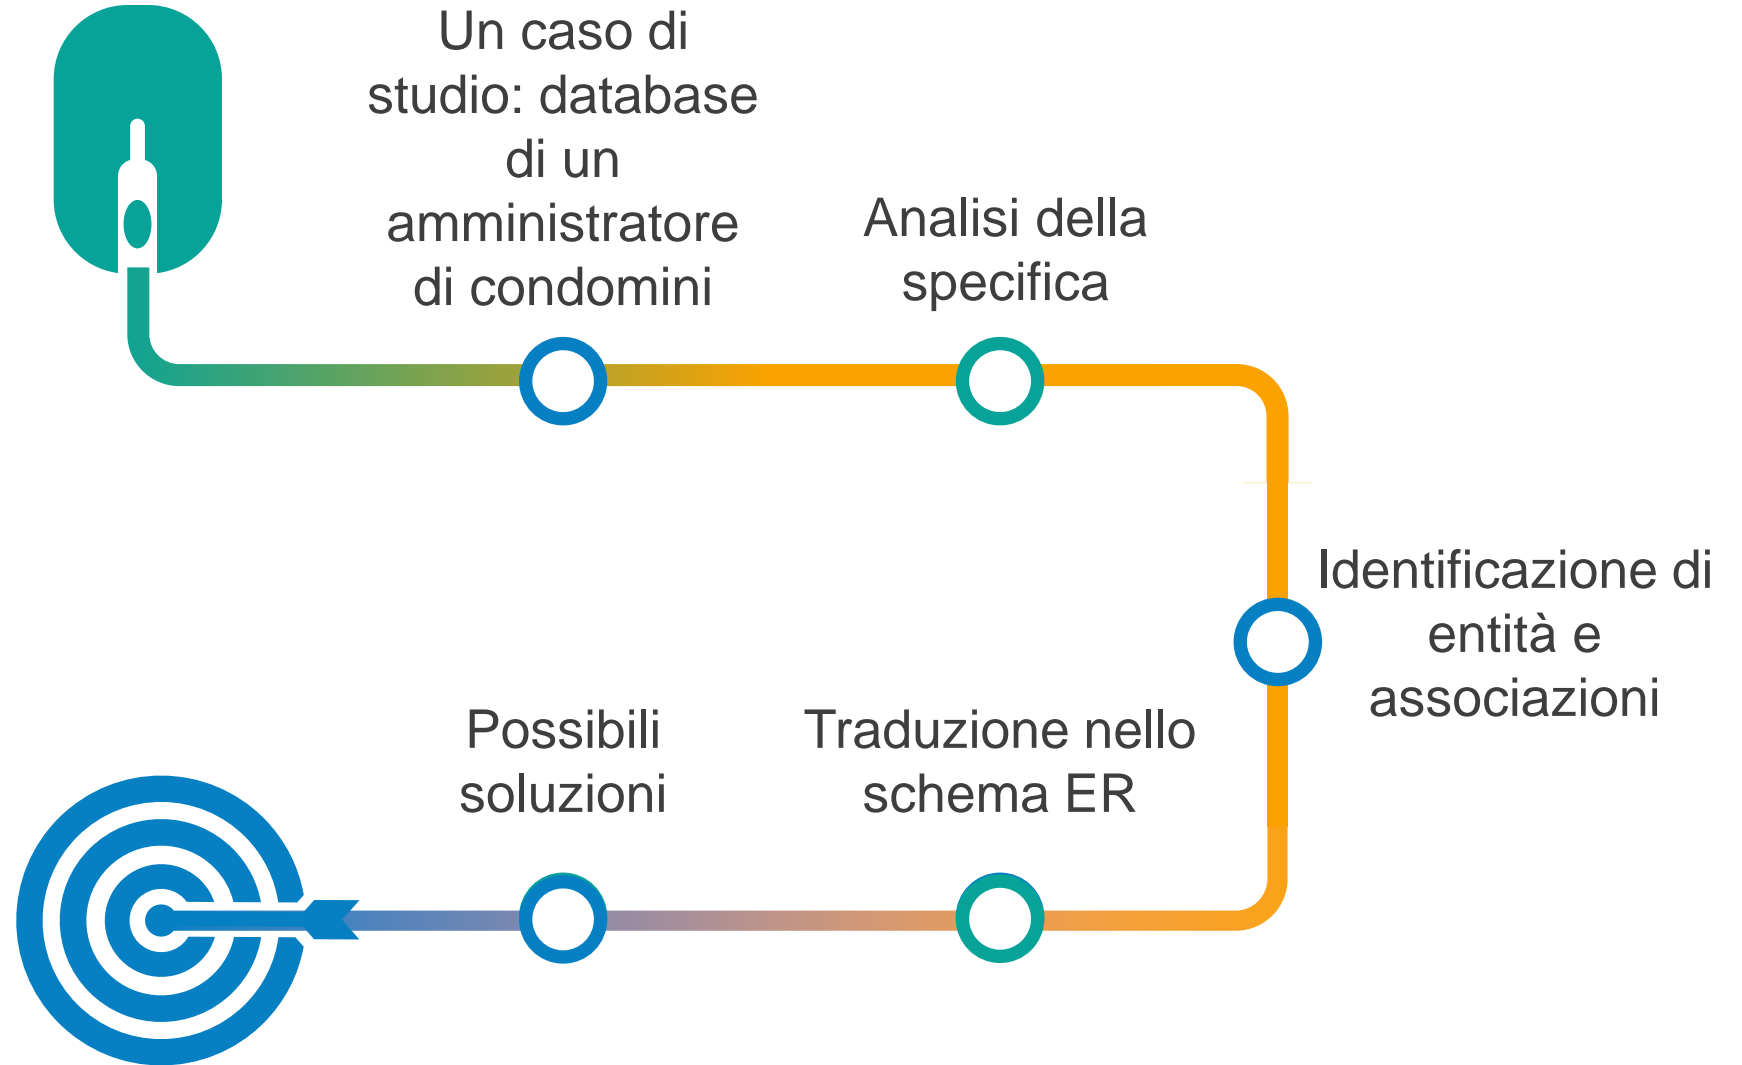 Un caso di
studio: database
di un
amministratore
di condomini
Analisi della
specifica
Identificazione di
entità e
associazioni
Traduzione nello
schema ER
Possibili
soluzioni